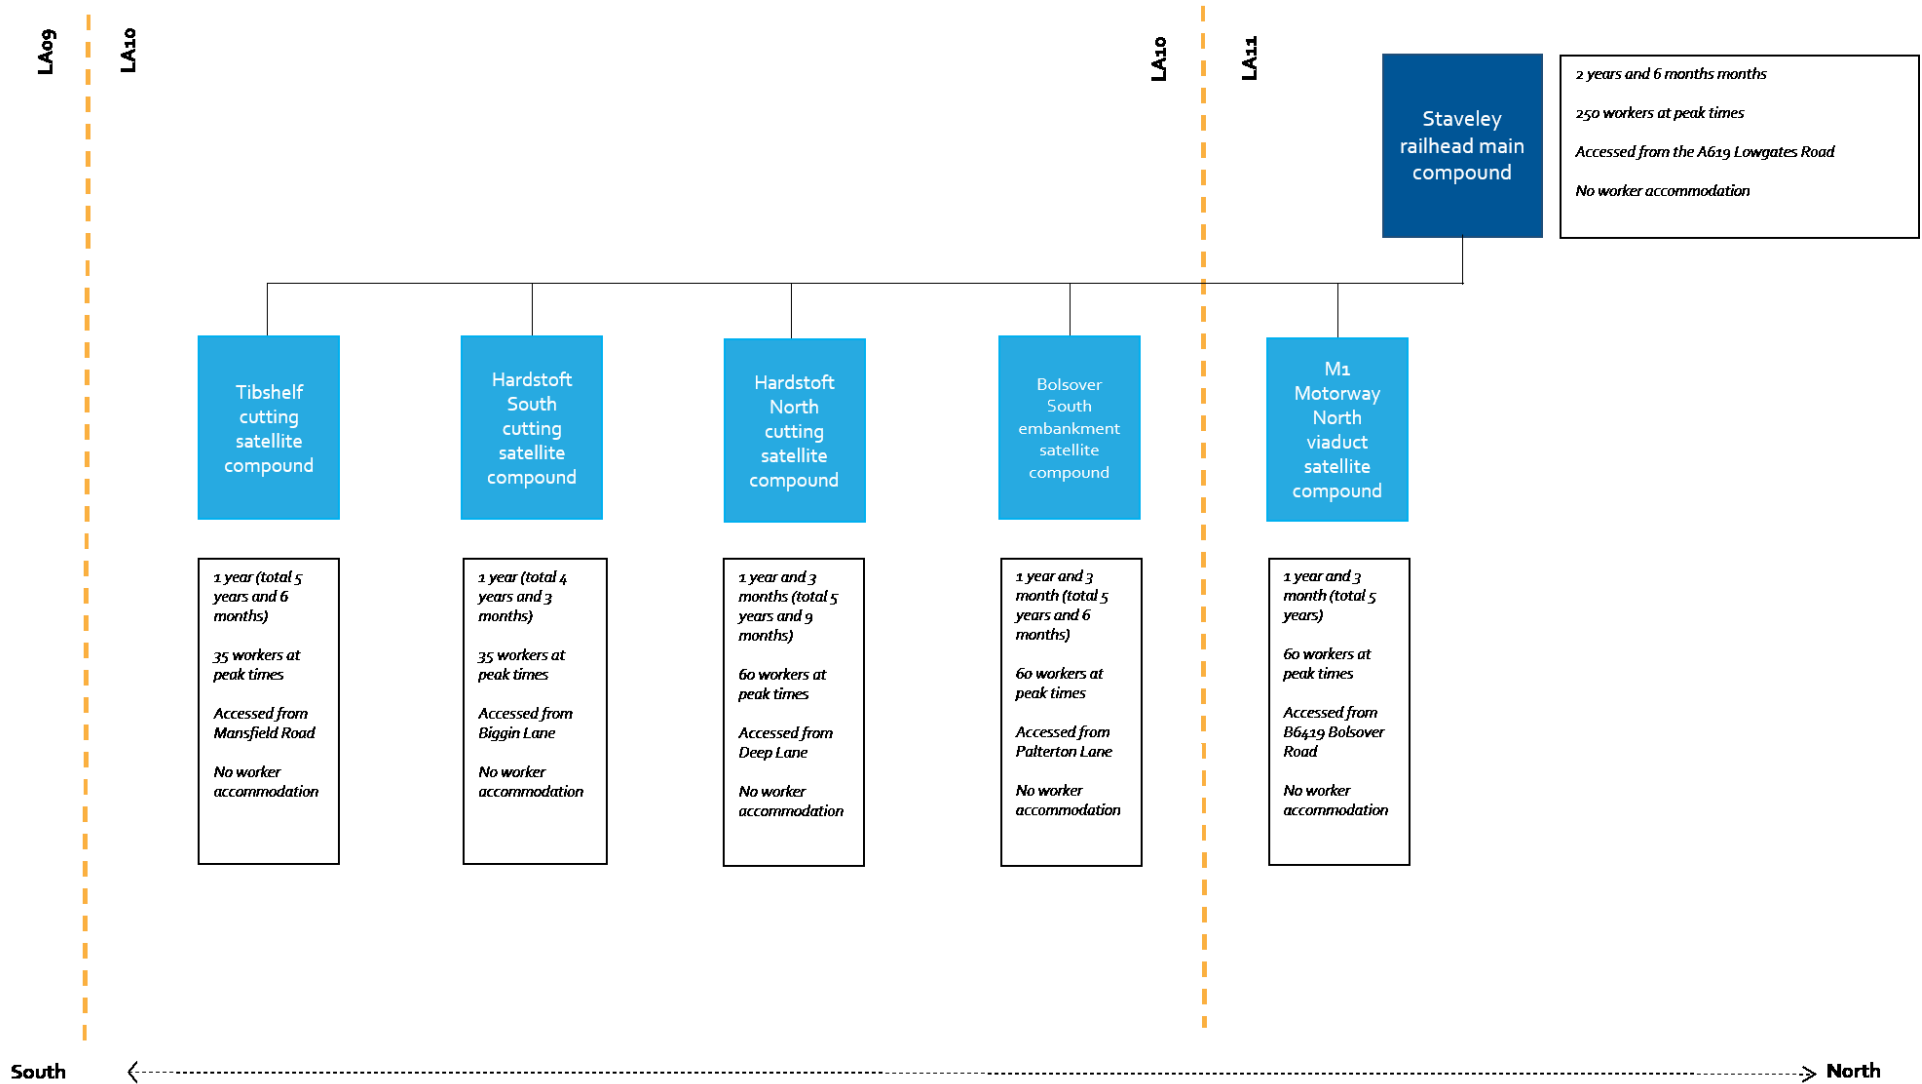 LA09
LA10
LA10
LA11
Staveley
railhead main
compound
2 years and 6 months months
250 workers at peak times
Accessed from the A619 Lowgates Road
No worker accommodation
Tibshelf
cutting
satellite
compound
Hardstoft
South
cutting
satellite
compound
Hardstoft
North
cutting
satellite
compound
Bolsover
South
embankment
satellite
compound
M1
Motorway
North
viaduct
satellite
compound
1 year (total 5
years and 6
months)
35 workers at
peak times
Accessed from
Mansfield Road
No worker
accommodation
1 year (total 4
years and 3
months)
35 workers at
peak times
Accessed from
Biggin Lane
No worker
accommodation
1 year and 3
months (total 5
years and 9
months)
60 workers at
peak times
Accessed from
Deep Lane
No worker
accommodation
1 year and 3
month (total 5
years and 6
months)
60 workers at
peak times
Accessed from
Palterton Lane
No worker
accommodation
1 year and 3
month (total 5
years)
60 workers at
peak times
Accessed from
B6419 Bolsover
Road
No worker
accommodation
South
North